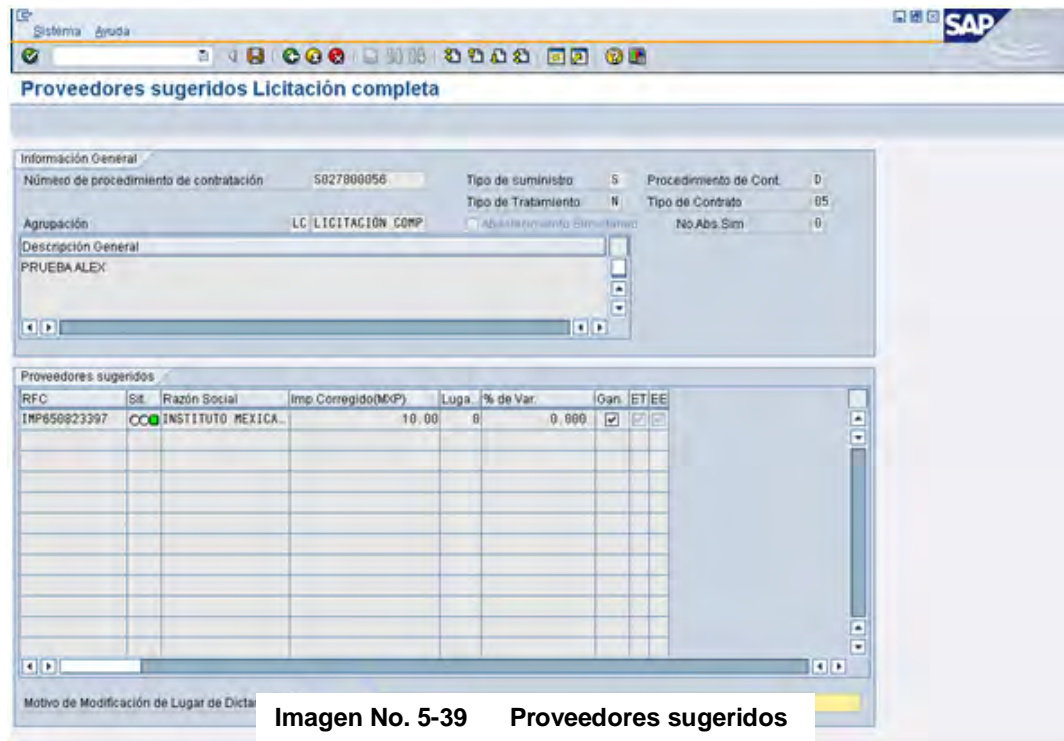 Sistema Ayuda
SAP
Proveedores sugeridos Licitación completa
Información General
Número de procedimiento de contratación S027800056 Tipo de suministro S Procedimiento de Cont. D
Tipo de Tratamiento N Tipo de Contrato 05
Agrupación LC LICITACION COMP Abastecimiento Simultáneo No.Abs.Sim 0
Descripción General
PRUEBA ALEX
Proveedores sugeridos
RFC Sit. Razón Social Imp.Corregido(MXP) Luga.. % de Var. Gan. ET EE
IMP650823397 INSTITUTO MEXICA… 10.00 0 0.000
Motivo de Modificación de Lugar de
Imagen No. 5-39 Proveedores sugeridos